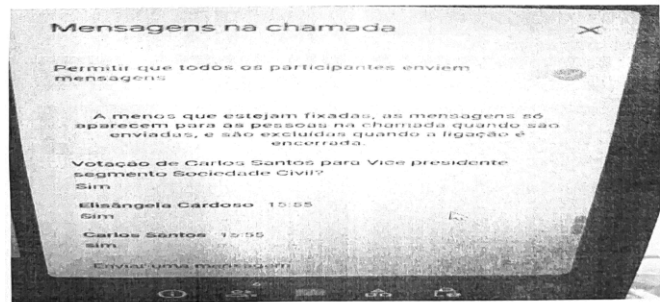 Mensagens na chamada
Permitir que todos os participantes enviem
mensagens
A menos que estejam fixadas, as mensagens só
aparecem para as pessoas na chamada quando são
enviadas, e são excluídas quando a ligação é
encerrada.
Votação de Carlos Santos para Vice presidente
segmento Sociedade Civil?
Sim
Elisângela Cardoso 15:55
Sim
Carlos Santos 15:55
sim
Enviar uma mensagem